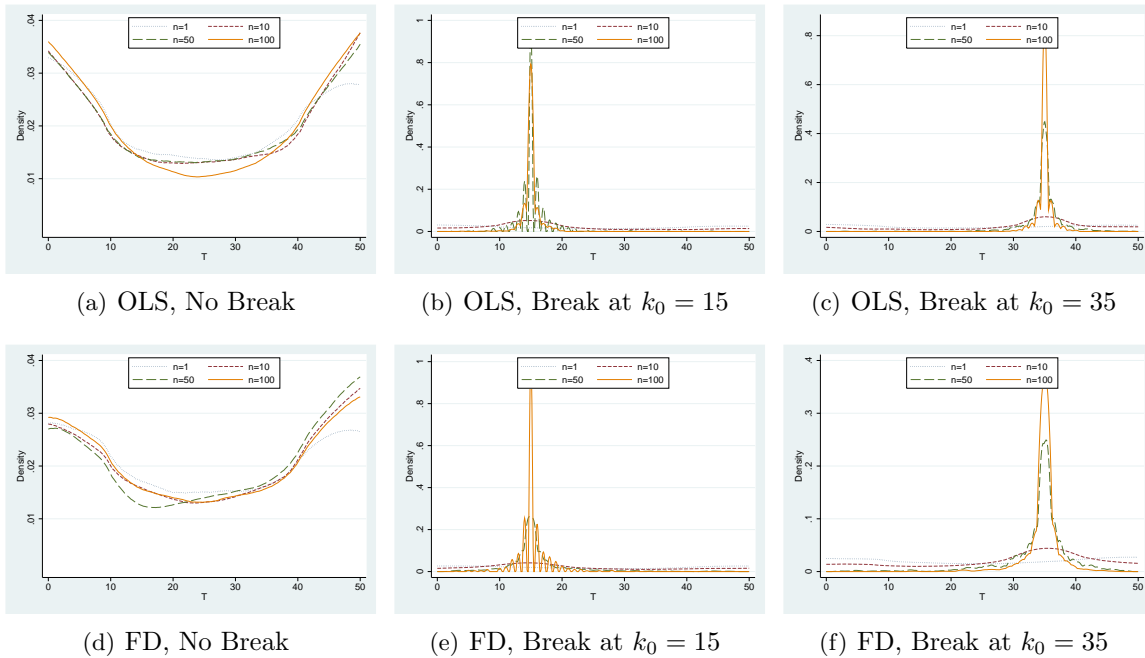 n=1 n=10
n=50 n=100
Density
.01 .02 .03 .04
0 10 20 30 40 50
T
(a) OLS, No Break
n=1 n=10
n=50 n=100
Density
0 .2 .4 .6 .8 1
0 10 20 30 40 50
T
(b) OLS, Break at k₀ = 15
n=1 n=10
n=50 n=100
Density
0 .2 .4 .6 .8
0 10 20 30 40 50
T
(c) OLS, Break at k₀ = 35
n=1 n=10
n=50 n=100
Density
.01 .02 .03 .04
0 10 20 30 40 50
T
(d) FD, No Break
n=1 n=10
n=50 n=100
Density
0 .2 .4 .6 .8 1
0 10 20 30 40 50
T
(e) FD, Break at k₀ = 15
n=1 n=10
n=50 n=100
Density
0 .1 .2 .3 .4
0 10 20 30 40 50
T
(f) FD, Break at k₀ = 35